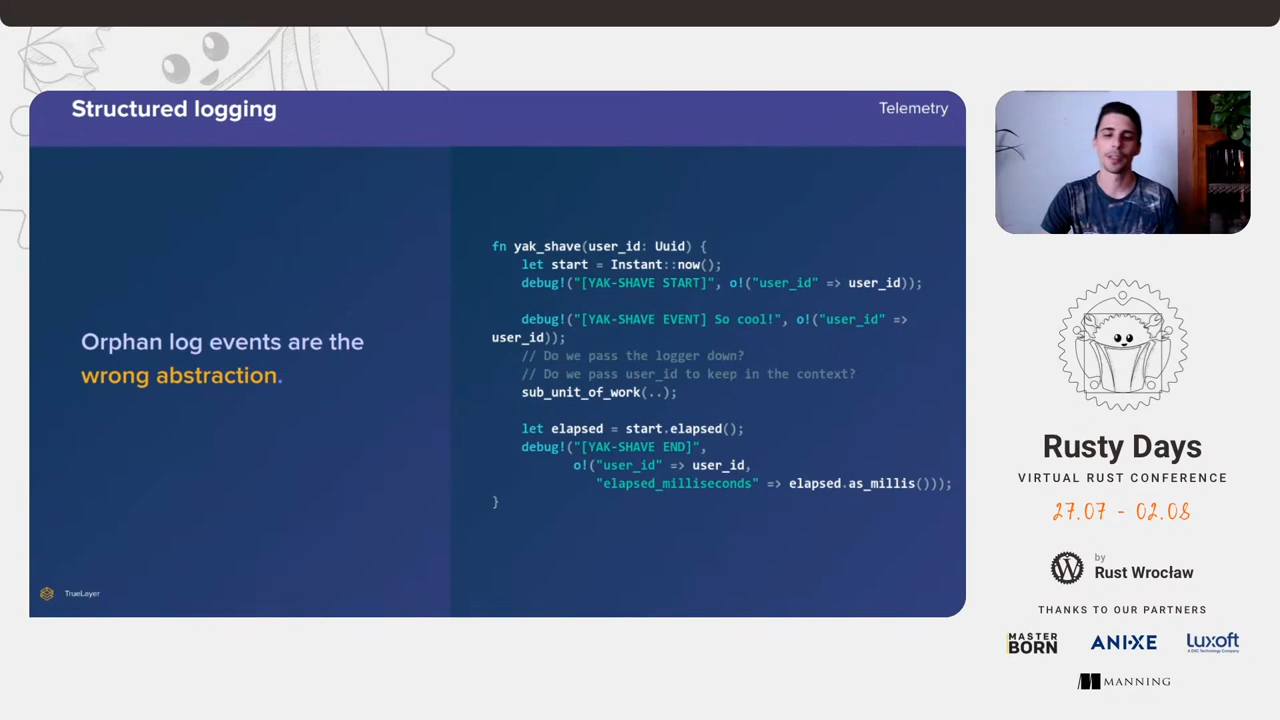 Structured logging
Telemetry
Orphan log events are the
wrong abstraction.
fn yak_shave(user_id: Uuid) {
    let start = Instant::now();
    debug!("[YAK-SHAVE START]", o!("user_id" => user_id));

    debug!("[YAK-SHAVE EVENT] So cool!", o!("user_id" =>
user_id));
    // Do we pass the logger down?
    // Do we pass user_id to keep in the context?
    sub_unit_of_work(..);

    let elapsed = start.elapsed();
    debug!("[YAK-SHAVE END]",
           o!("user_id" => user_id,
              "elapsed_milliseconds" => elapsed.as_millis()));
}
TrueLayer
Rusty Days
VIRTUAL RUST CONFERENCE
27.07 - 02.08
by
Rust Wrocław
THANKS TO OUR PARTNERS
MASTER
BORN
ANIXE
Luxoft
A DXC Technology Company
MANNING